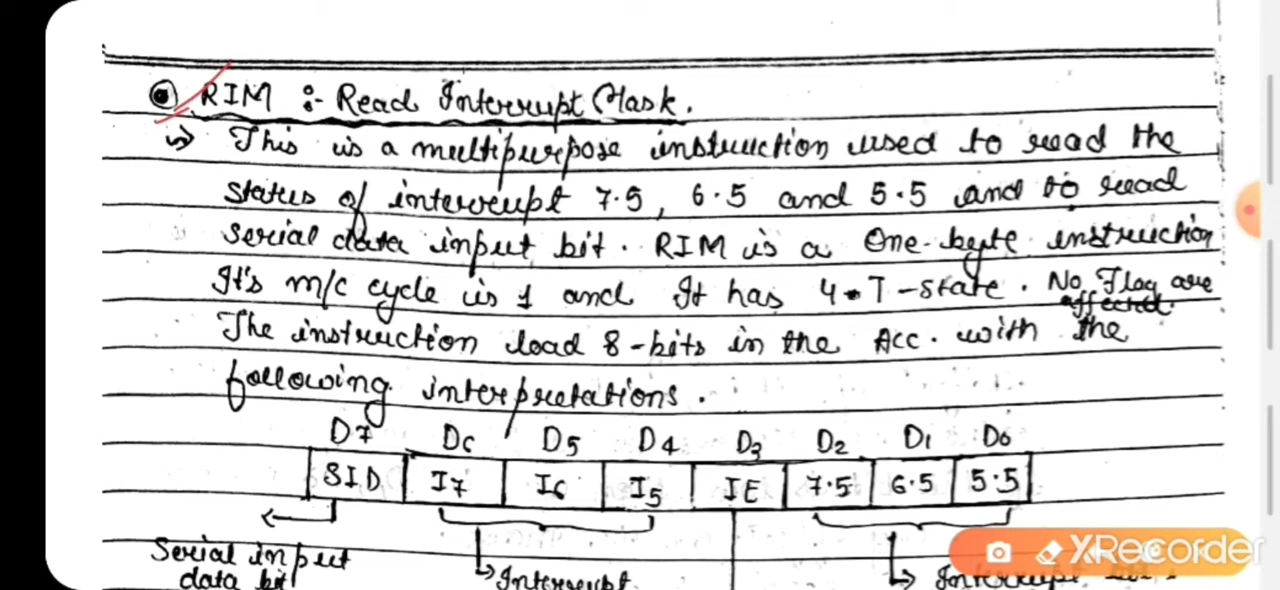 RIM :- Read Interrupt Mask.
→ This is a multipurpose instruction used to read the
status of interrupt 7.5, 6.5 and 5.5 and to read
serial data input bit. RIM is a One-byte instruction
It's m/c cycle is 1 and It has 4-T-state. No Flag are
affected.
The instruction load 8-bits in the Acc. with the
following interpretations.
D7 D6 D5 D4 D3 D2 D1 D0
SID I7 I6 I5 IE 7.5 6.5 5.5
Serial input
data bit
Interrupt
Interrupt
XRecorder